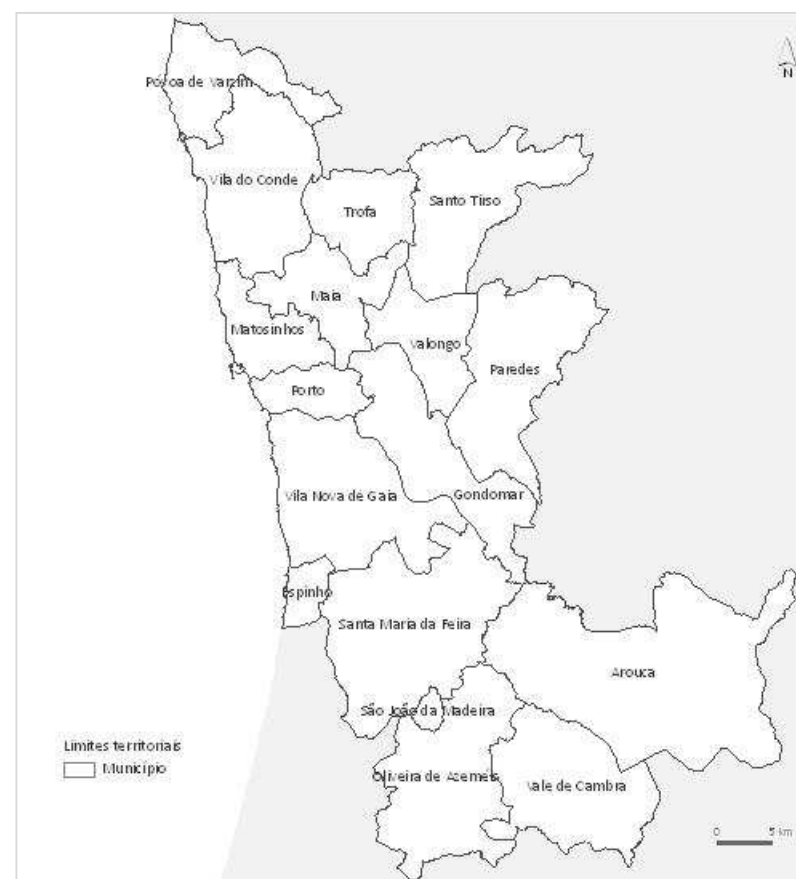 N
Povoa de Varzim
Vila do Conde
Trofa
Santo Tirso
Maia
Matosinhos
Valongo
Paredes
Porto
Vila Nova de Gaia
Gondomar
Espinho
Santa Maria da Feira
Arouca
São João da Madeira
Limites territoriais
Município
Oliveira de Azeméis
Vale de Cambra
0 5 km